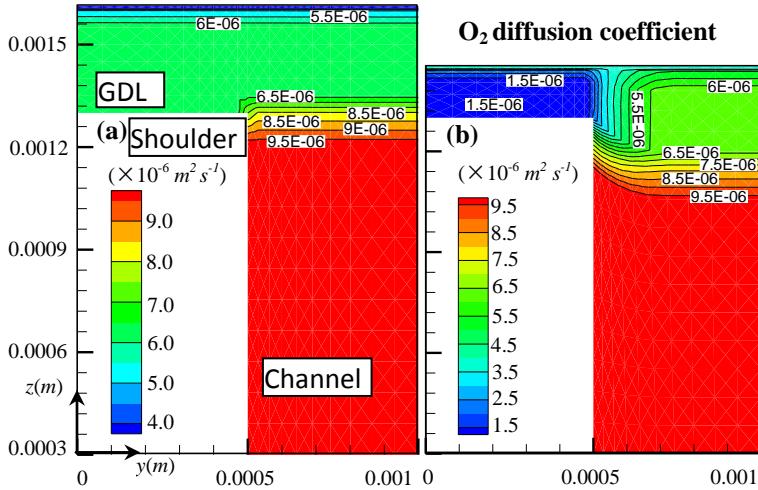 O2 diffusion coefficient
0.0015
0.0012
0.0009
0.0006
0.0003
z(m)
y(m)
0
0.0005
0.001
6E-06
5.5E-06
GDL
6.5E-06
8.5E-06
8.5E-06
9E-06
9.5E-06
(a)
Shoulder
(×10⁻⁶ m² s⁻¹)
9.0
8.0
7.0
6.0
5.0
4.0
Channel
1.5E-06
1.5E-06
5.5E-06
6E-06
6.5E-06
7.5E-06
8.5E-06
9.5E-06
(b)
(×10⁻⁶ m² s⁻¹)
9.5
8.5
7.5
6.5
5.5
4.5
3.5
2.5
1.5
0
0.0005
0.001